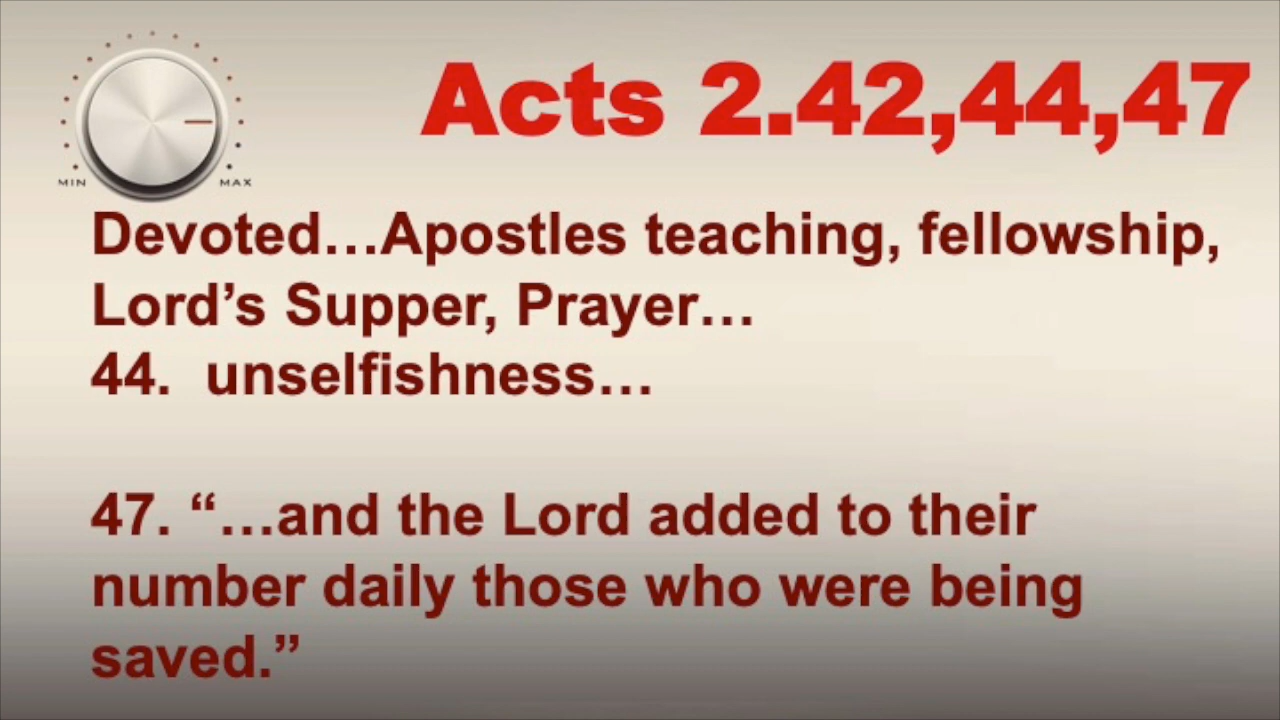 Acts 2.42,44,47
MIN MAX
Devoted…Apostles teaching, fellowship,
Lord’s Supper, Prayer…
44.  unselfishness…
47. “…and the Lord added to their
number daily those who were being
saved.”